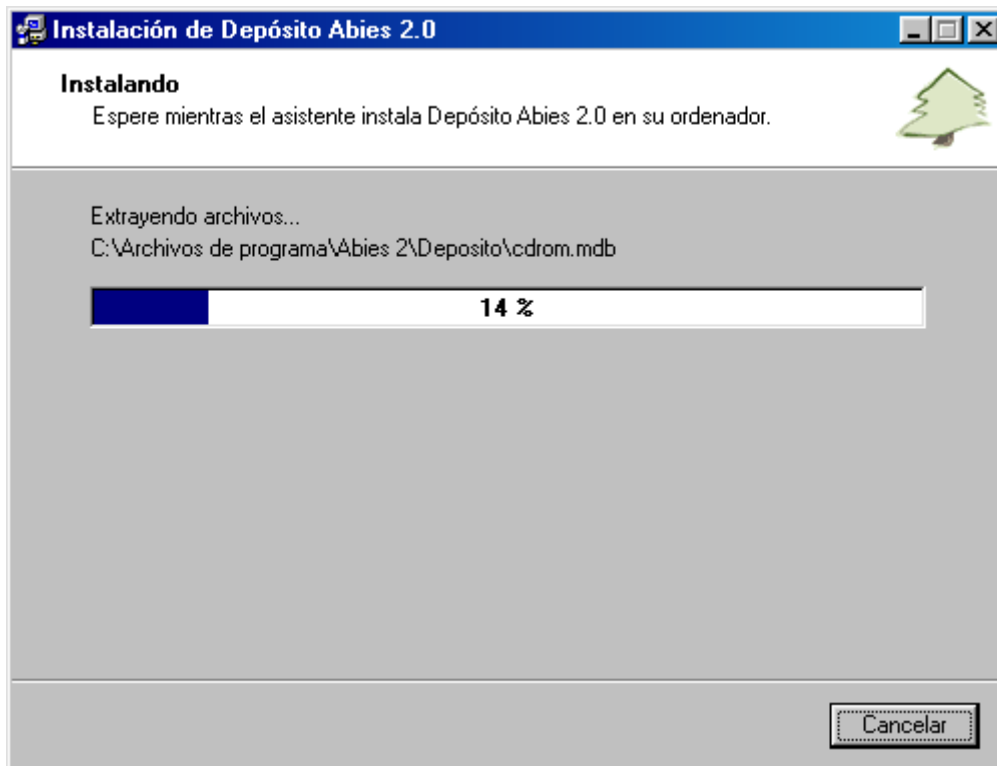 Instalación de Depósito Abies 2.0
Instalando
Espere mientras el asistente instala Depósito Abies 2.0 en su ordenador.
Extrayendo archivos...
C:\Archivos de programa\Abies 2\Deposito\cdrom.mdb
14 %
Cancelar